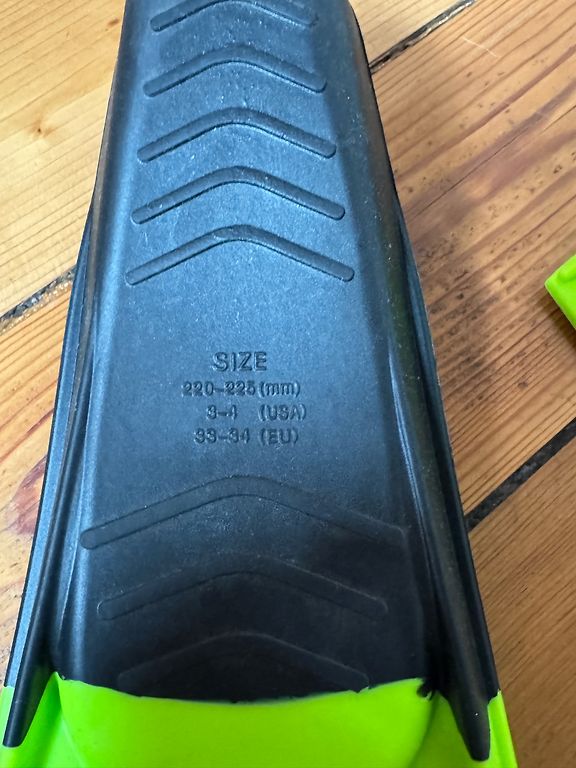 SIZE
220-225(mm)
3-4 (USA)
33-34 (EU)